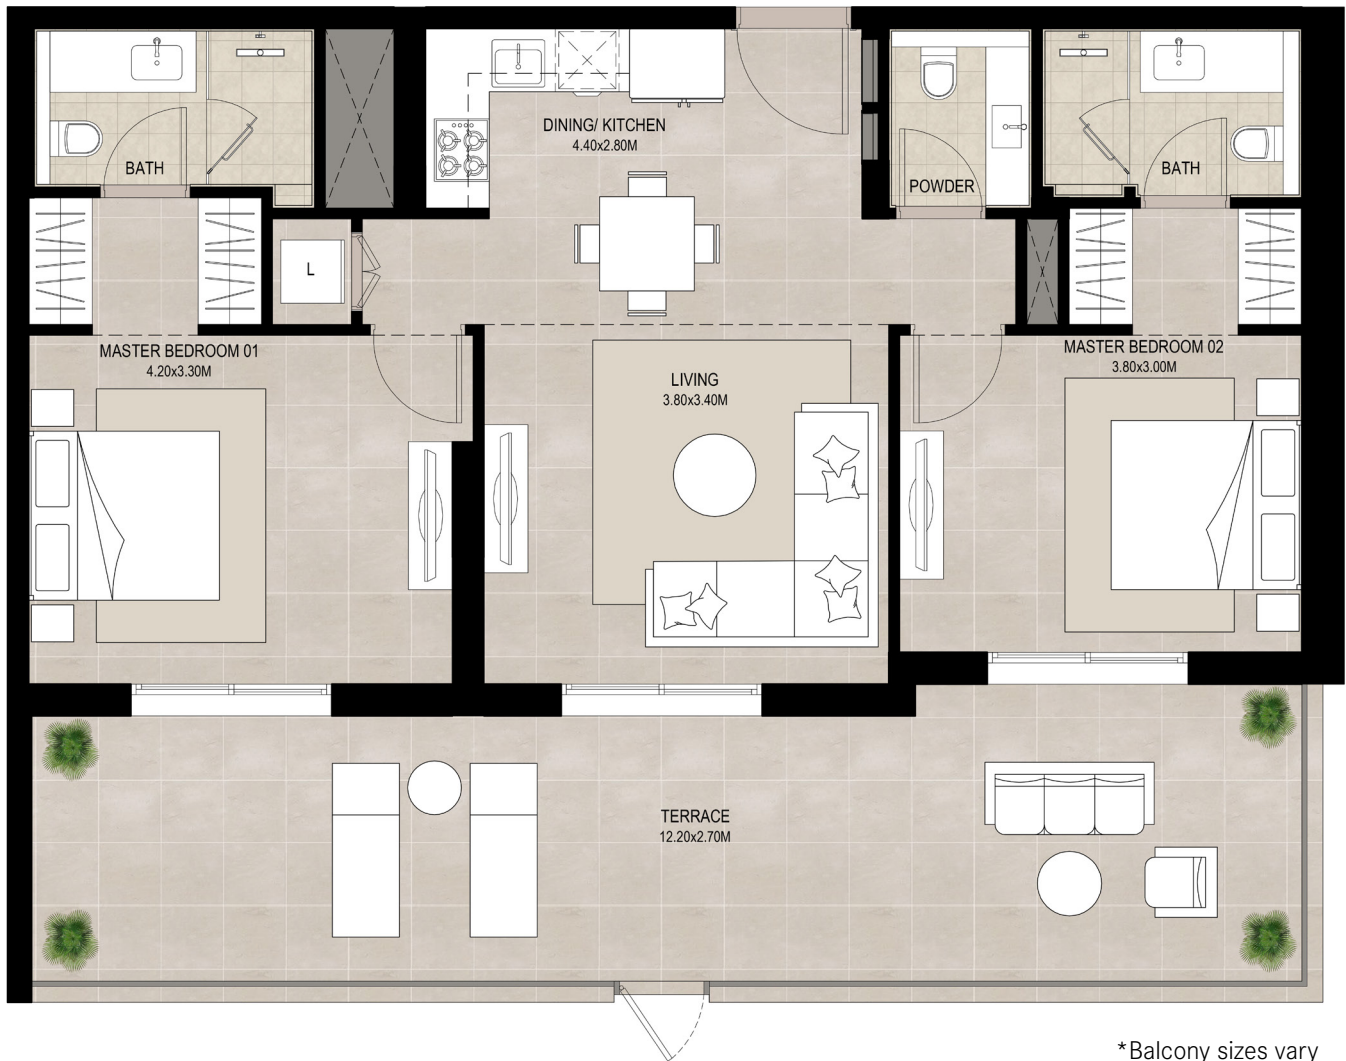 DINING/ KITCHEN
4.40x2.80M
BATH
POWDER
BATH
L
MASTER BEDROOM 01
4.20x3.30M
LIVING
3.80x3.40M
MASTER BEDROOM 02
3.80x3.00M
TERRACE
12.20x2.70M
*Balcony sizes vary